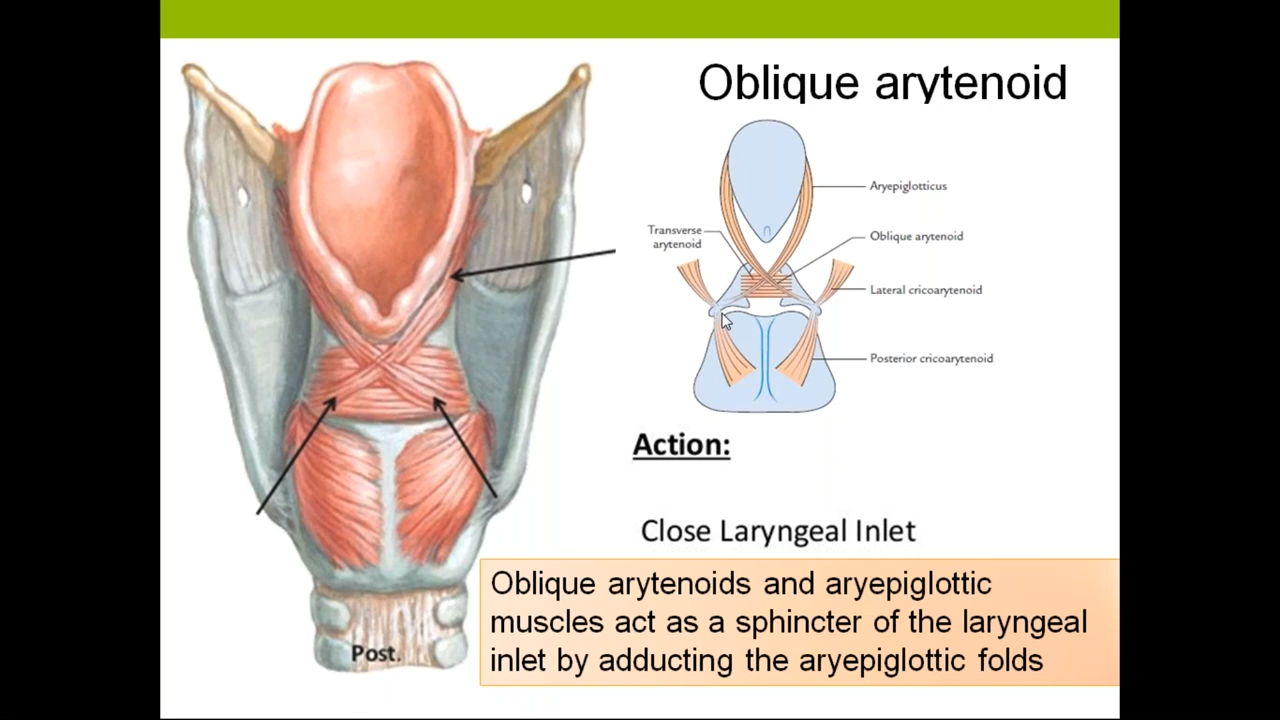 Oblique arytenoid
Aryepiglotticus
Transverse
arytenoid
Oblique arytenoid
Lateral cricoarytenoid
Posterior cricoarytenoid
Action:
Close Laryngeal Inlet
Oblique arytenoids and aryepiglottic
muscles act as a sphincter of the laryngeal
inlet by adducting the aryepiglottic folds
Post.